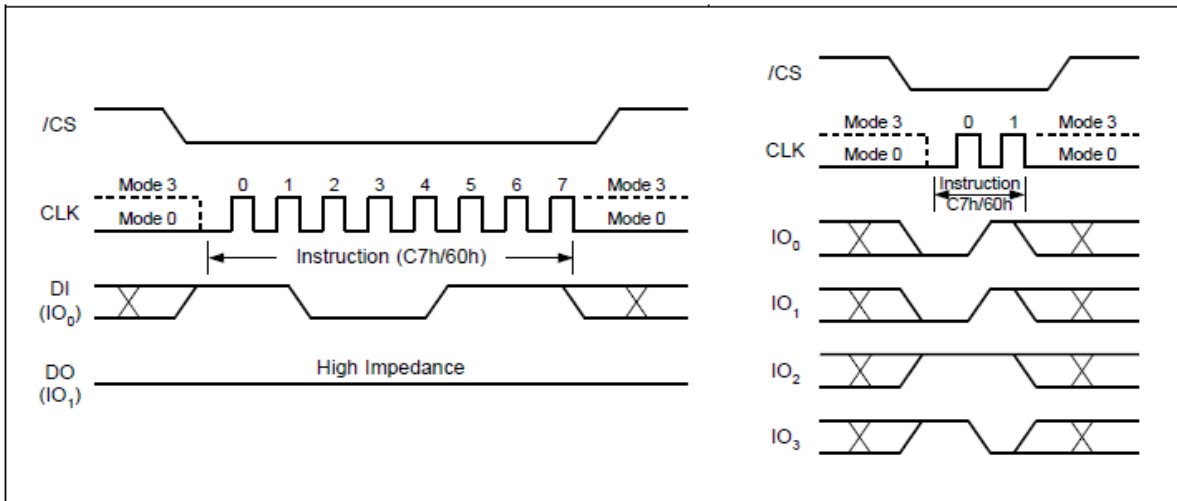 /CS
Mode 3 0 1 2 3 4 5 6 7 Mode 3
CLK Mode 0 Mode 0
Instruction (C7h/60h)
DI
(IO0)
High Impedance
DO
(IO1)
/CS
Mode 3 0 1 Mode 3
CLK Mode 0 Mode 0
Instruction
C7h/60h
IO0
IO1
IO2
IO3